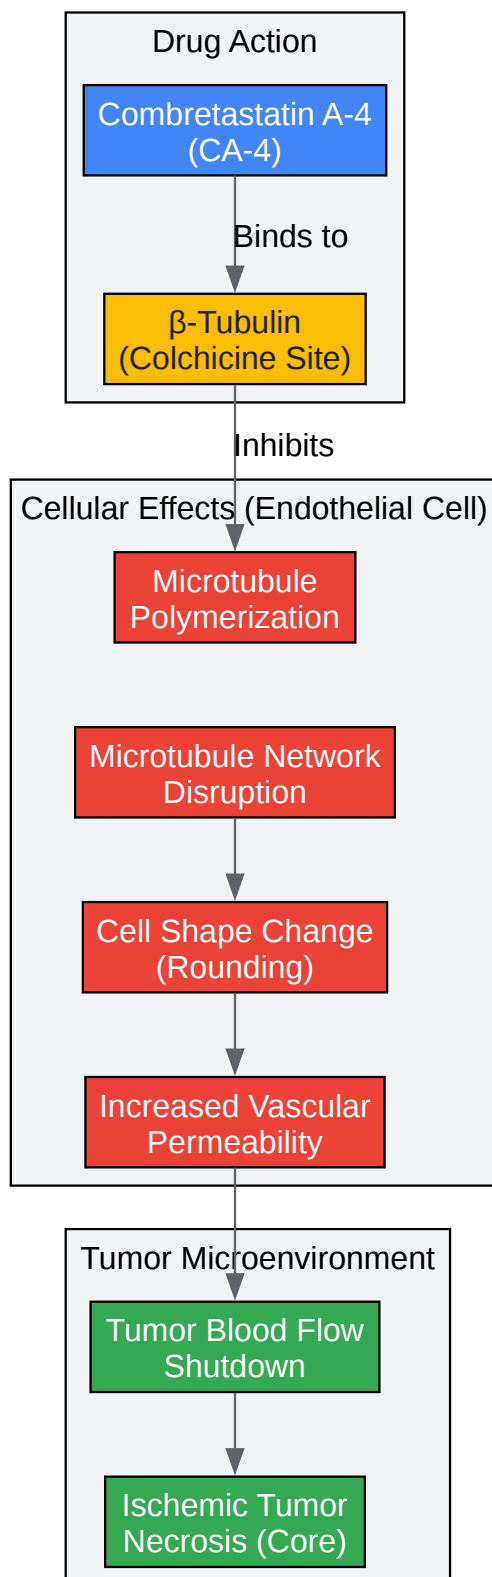 Drug Action
Combretastatin A-4
(CA-4)
Binds to
β-Tubulin
(Colchicine Site)
Inhibits
Cellular Effects (Endothelial Cell)
Microtubule
Polymerization
Microtubule Network
Disruption
Cell Shape Change
(Rounding)
Increased Vascular
Permeability
Tumor Microenvironment
Tumor Blood Flow
Shutdown
Ischemic Tumor
Necrosis (Core)